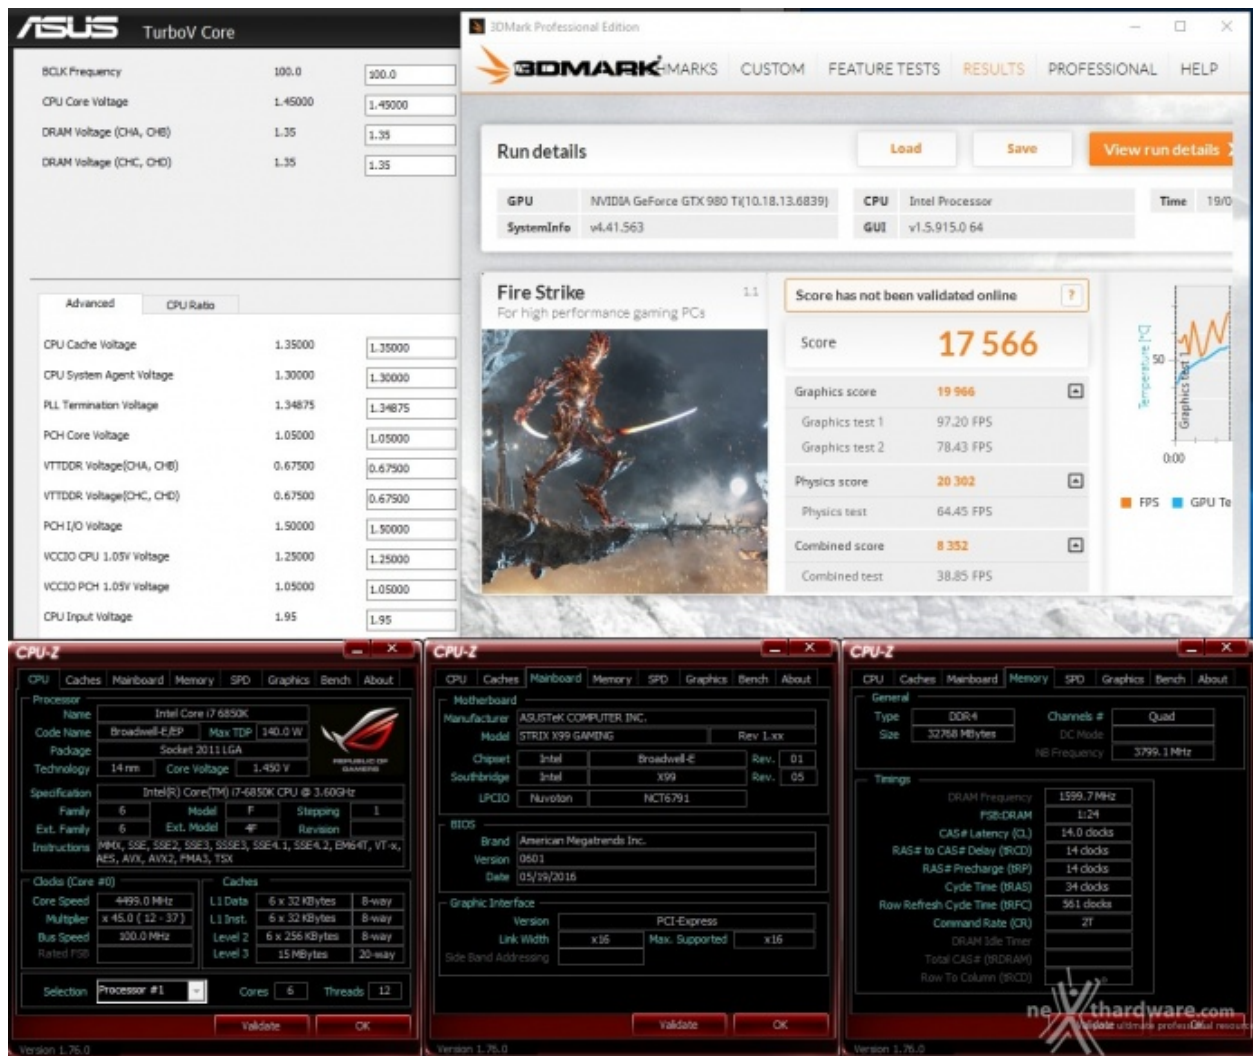 ASUS TurboV Core
BCLK Frequency 100.0 100.0
CPU Core Voltage 1.45000 1.45000
DRAM Voltage (CHA, CHB) 1.35 1.35
DRAM Voltage (CHC, CHD) 1.35 1.35
Advanced CPU Ratio
CPU Cache Voltage 1.35000 1.35000
CPU System Agent Voltage 1.30000 1.30000
PLL Termination Voltage 1.34875 1.34875
PCH Core Voltage 1.05000 1.05000
VTTDDR Voltage(CHA, CHB) 0.67500 0.67500
VTTDDR Voltage(CHC, CHD) 0.67500 0.67500
PCH I/O Voltage 1.50000 1.50000
VCCIO CPU 1.05V Voltage 1.25000 1.25000
VCCIO PCH 1.05V Voltage 1.05000 1.05000
CPU Input Voltage 1.95 1.95
3DMark Professional Edition
3DMARK HMARKS CUSTOM FEATURE TESTS RESULTS PROFESSIONAL HELP
Run details Load Save View run details
GPU NVIDIA GeForce GTX 980 Ti(10.18.13.6839) CPU Intel Processor Time 19/0
SystemInfo v4.41.563 GUI v1.5.915.0 64
Fire Strike 1.1
For high performance gaming PCs
Score has not been validated online ?
Score 17 566
Graphics score 19 966
Graphics test 1 97.20 FPS
Graphics test 2 78.43 FPS
Physics score 20 302
Physics test 64.45 FPS
Combined score 8 352
Combined test 38.85 FPS
Temperature [°C]
50
Graphics test 1
0:00
FPS GPU Te
CPU-Z
CPU Caches Mainboard Memory SPD Graphics Bench About
Processor
Name Intel Core i7 6850K
Code Name Broadwell-E/EP Max TDP 140.0 W
Package Socket 2011 LGA
Technology 14 nm Core Voltage 1.450 V
REPUBLIC OF
GAMERS
Specification Intel(R) Core(TM) i7-6850K CPU @ 3.60GHz
Family 6 Model F Stepping 1
Ext. Family 6 Ext. Model 4F Revision
Instructions MMX, SSE, SSE2, SSE3, SSSE3, SSE4.1, SSE4.2, EM64T, VT-x,
AES, AVX, AVX2, FMA3, TSX
Clocks (Core #0) Caches
Core Speed 4499.0 MHz L1 Data 6 x 32 KBytes 8-way
Multiplier x 45.0 ( 12 - 37 ) L1 Inst. 6 x 32 KBytes 8-way
Bus Speed 100.0 MHz Level 2 6 x 256 KBytes 8-way
Rated FSB Level 3 15 MBytes 20-way
Selection Processor #1 Cores 6 Threads 12
Validate OK
Version 1.76.0
CPU-Z
CPU Caches Mainboard Memory SPD Graphics Bench About
Motherboard
Manufacturer ASUSTeK COMPUTER INC.
Model STRIX X99 GAMING Rev 1.xx
Chipset Intel Broadwell-E Rev. 01
Southbridge Intel X99 Rev. 05
LPCIO Nuvoton NCT6791
BIOS
Brand American Megatrends Inc.
Version 0601
Date 05/19/2016
Graphic Interface
Version PCI-Express
Link Width x16 Max. Supported x16
Side Band Addressing
Validate OK
Version 1.76.0
CPU-Z
CPU Caches Mainboard Memory SPD Graphics Bench About
General
Type DDR4 Channels # Quad
Size 32768 MBytes DC Mode
NB Frequency 3799.1 MHz
Timings
DRAM Frequency 1599.7 MHz
FSB:DRAM 1:24
CAS# Latency (CL) 14.0 clocks
RAS# to CAS# Delay (tRCD) 14 clocks
RAS# Precharge (tRP) 14 clocks
Cycle Time (tRAS) 34 clocks
Row Refresh Cycle Time (tRFC) 561 clocks
Command Rate (CR) 2T
DRAM Idle Timer
Total CAS# (tRDRAM)
Row To Column (tRCD)
nexthardware.com
Version 1.76.0